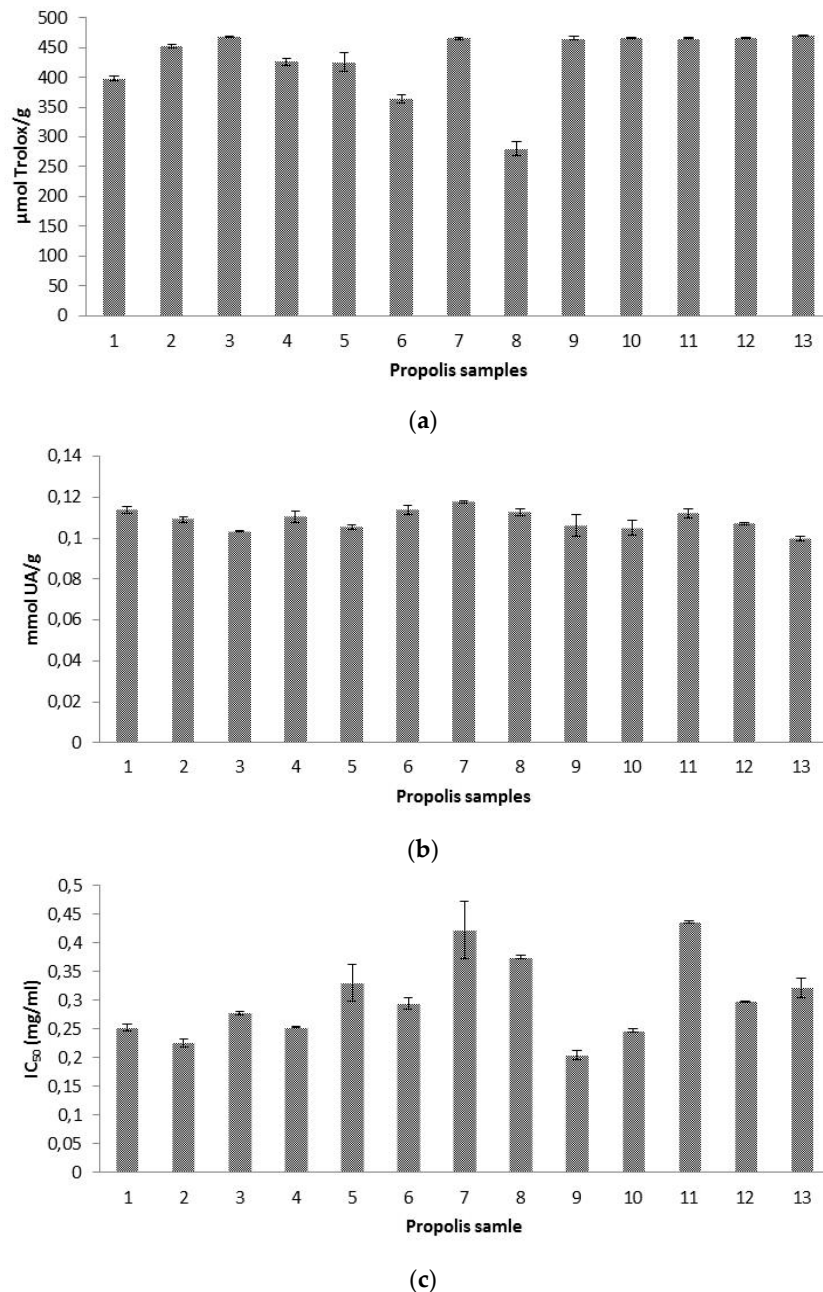 500
450
400
350
300
250
200
150
100
50
0
µmol Trolox/g
1 2 3 4 5 6 7 8 9 10 11 12 13
Propolis samples
(a)
0,14
0,12
0,1
0,08
0,06
0,04
0,02
0
mmol UA/g
1 2 3 4 5 6 7 8 9 10 11 12 13
Propolis samples
(b)
0,5
0,45
0,4
0,35
0,3
0,25
0,2
0,15
0,1
0,05
0
IC₅₀ (mg/ml)
1 2 3 4 5 6 7 8 9 10 11 12 13
Propolis samle
(c)